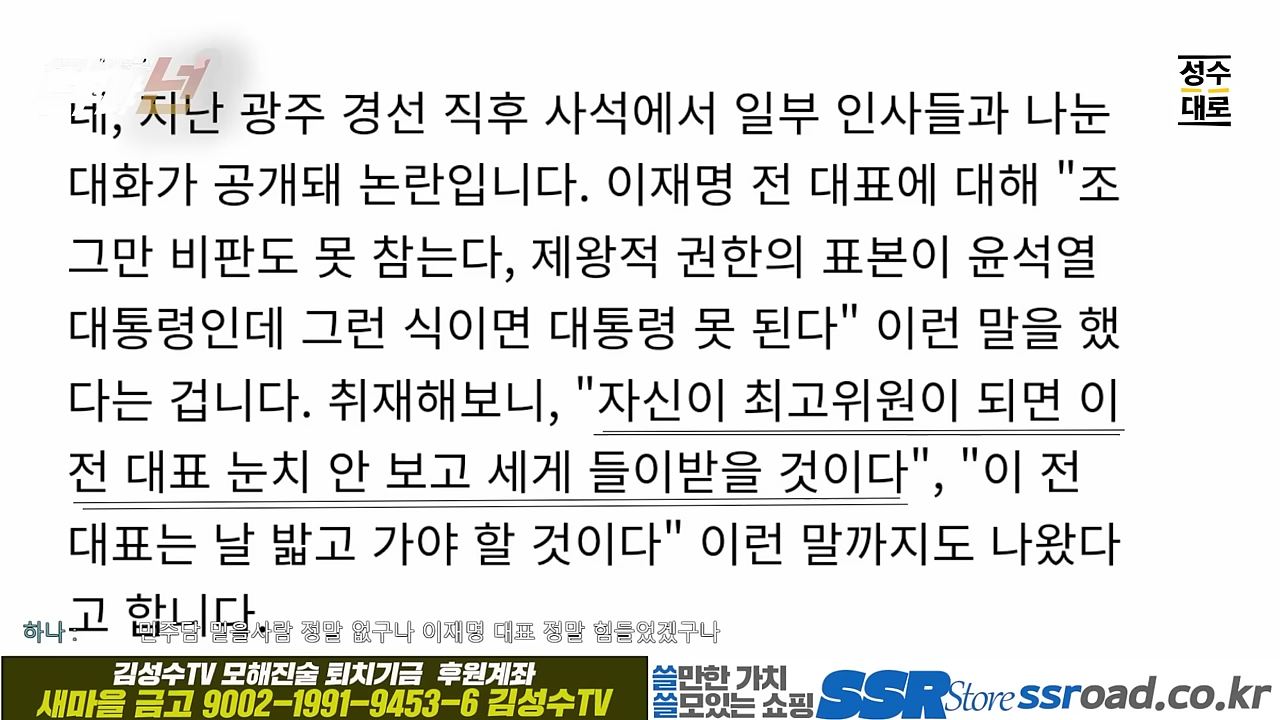 성수
대로
네, 지난 광주 경선 직후 사석에서 일부 인사들과 나눈
대화가 공개돼 논란입니다. 이재명 전 대표에 대해 "조
그만 비판도 못 참는다, 제왕적 권한의 표본이 윤석열
대통령인데 그런 식이면 대통령 못 된다" 이런 말을 했
다는 겁니다. 취재해보니, "자신이 최고위원이 되면 이
전 대표 눈치 안 보고 세게 들이받을 것이다", "이 전
대표는 날 밟고 가야 할 것이다" 이런 말까지도 나왔다
고 합니다.
하나 : 민주담 믿을사람 정말 없구나 이재명 대표 정말 힘들었겠구나
김성수TV 모해진술 퇴치기금 후원계좌
새마을 금고 9002-1991-9453-6 김성수TV
쓸만한 가치
쓸모있는 쇼핑
SSR Store ssroad.co.kr